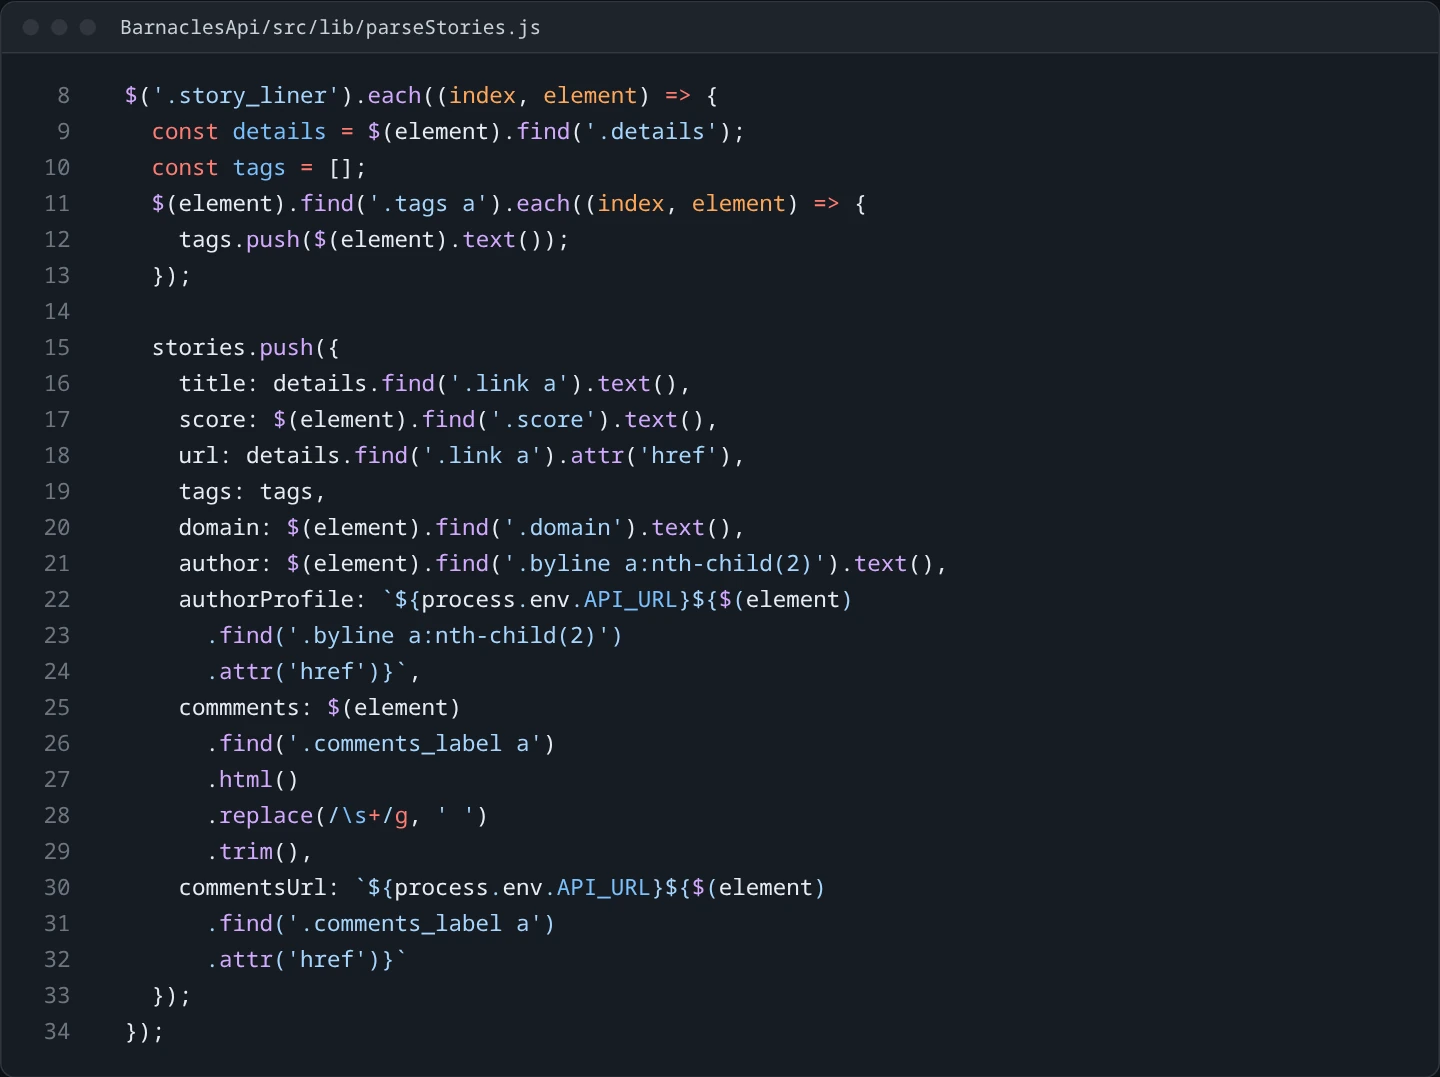 BarnaclesApi/src/lib/parseStories.js
8 $('.story_liner').each((index, element) => {
9 const details = $(element).find('.details');
10 const tags = [];
11 $(element).find('.tags a').each((index, element) => {
12 tags.push($(element).text());
13 });
14
15 stories.push({
16 title: details.find('.link a').text(),
17 score: $(element).find('.score').text(),
18 url: details.find('.link a').attr('href'),
19 tags: tags,
20 domain: $(element).find('.domain').text(),
21 author: $(element).find('.byline a:nth-child(2)').text(),
22 authorProfile: `${process.env.API_URL}${$(element)
23 .find('.byline a:nth-child(2)')
24 .attr('href')}`,
25 commments: $(element)
26 .find('.comments_label a')
27 .html()
28 .replace(/\s+/g, ' ')
29 .trim(),
30 commentsUrl: `${process.env.API_URL}${$(element)
31 .find('.comments_label a')
32 .attr('href')}`
33 });
34 });